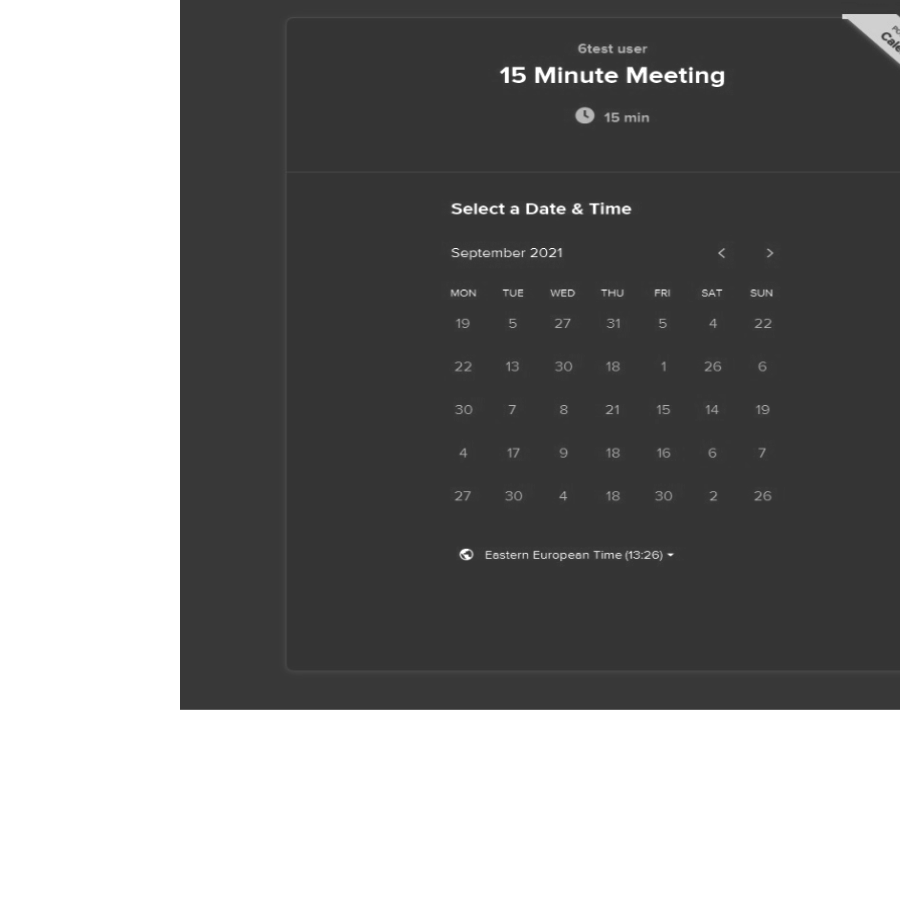 6test user
15 Minute Meeting
15 min
Select a Date & Time
September 2021
MON TUE WED THU FRI SAT SUN
19 5 27 31 5 4 22
22 13 30 18 1 26 6
30 7 8 21 15 14 19
4 17 9 18 16 6 7
27 30 4 18 30 2 26
Eastern European Time (13:26)